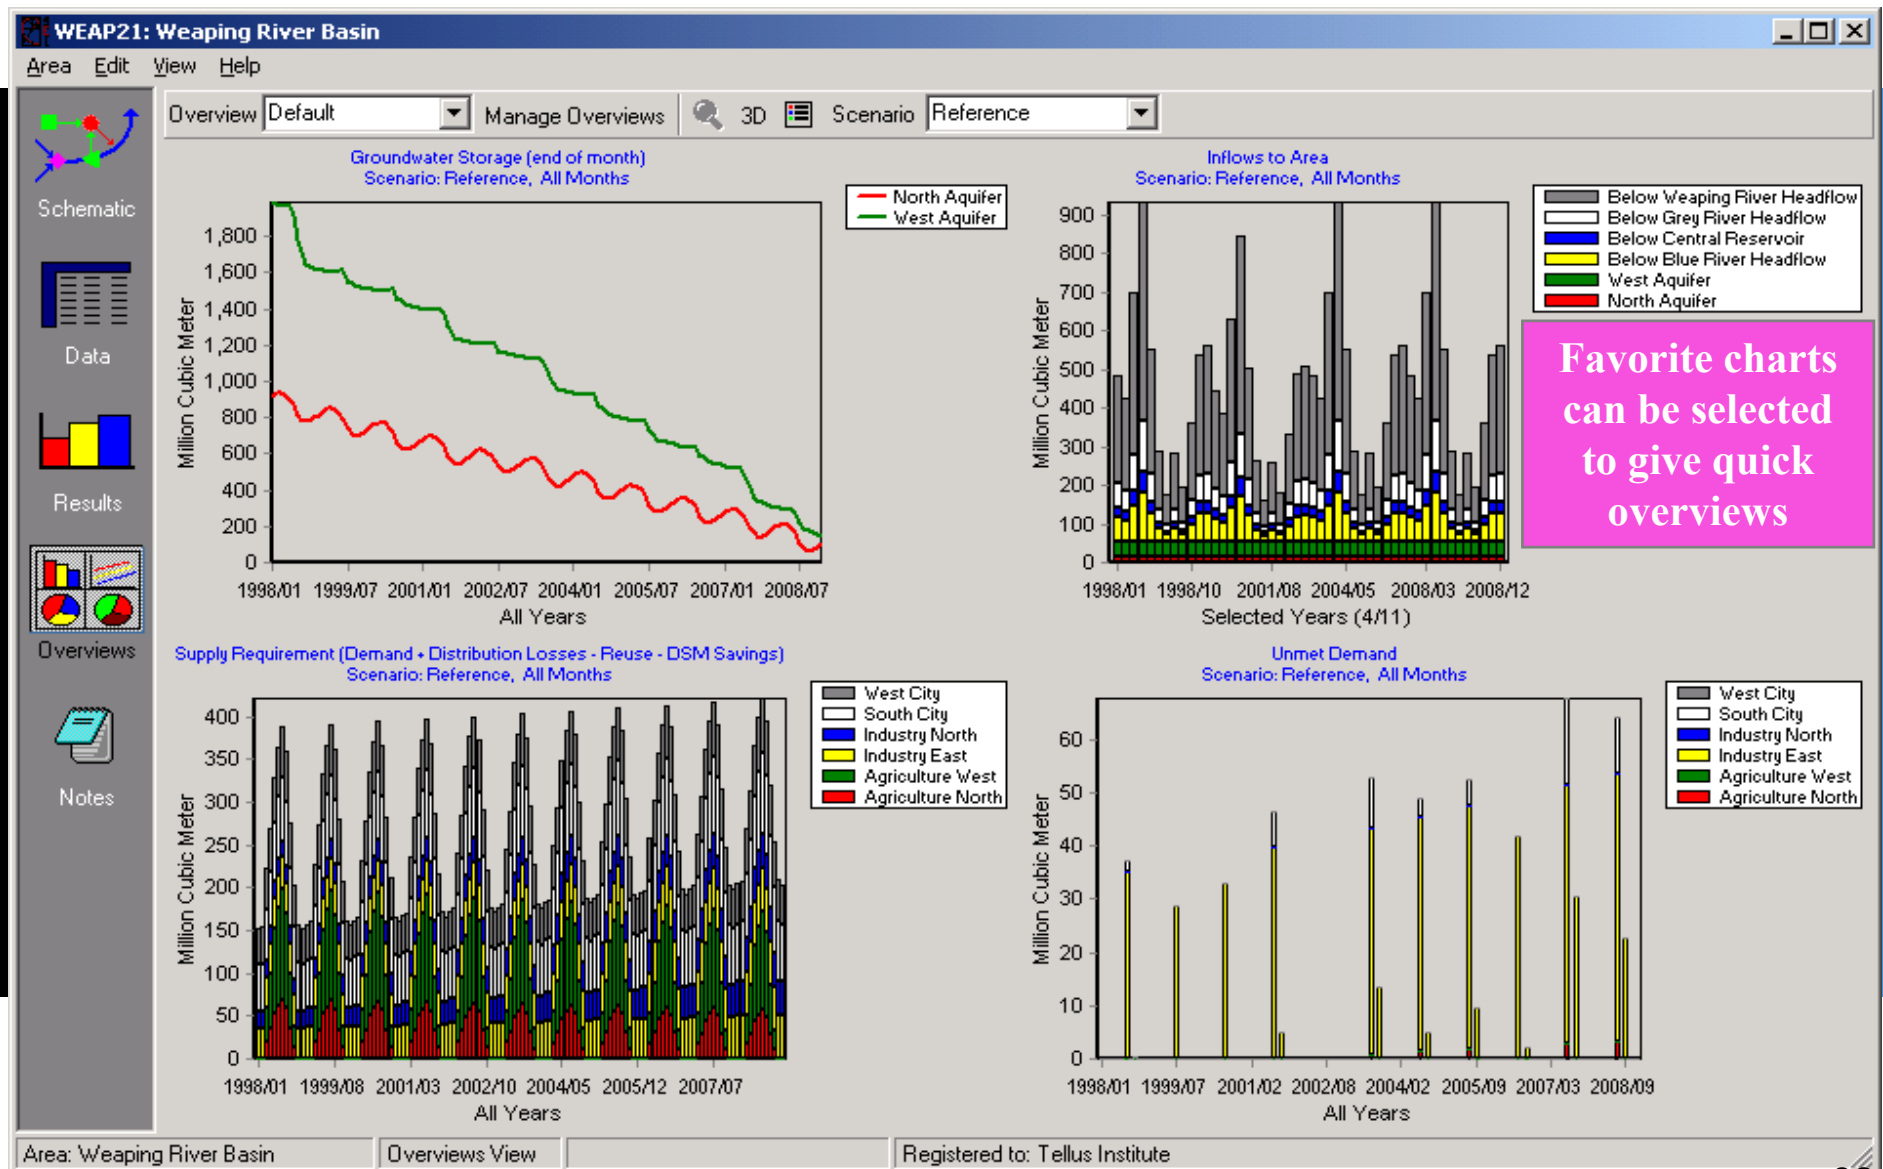 WEAP21: Weaping River Basin
Area Edit View Help
Overview Default Manage Overviews 3D Scenario Reference
Schematic
Data
Results
Overviews
Notes
Groundwater Storage (end of month)
Scenario: Reference, All Months
North Aquifer
West Aquifer
Million Cubic Meter
1,800
1,600
1,400
1,200
1,000
800
600
400
200
0
1998/01 1999/07 2001/01 2002/07 2004/01 2005/07 2007/01 2008/07
All Years
Inflows to Area
Scenario: Reference, All Months
Below Weaping River Headflow
Below Grey River Headflow
Below Central Reservoir
Below Blue River Headflow
West Aquifer
North Aquifer
Million Cubic Meter
900
800
700
600
500
400
300
200
100
0
1998/01 1998/10 2001/08 2004/05 2008/03 2008/12
Selected Years (4/11)
Favorite charts
can be selected
to give quick
overviews
Supply Requirement (Demand + Distribution Losses - Reuse - DSM Savings)
Scenario: Reference, All Months
West City
South City
Industry North
Industry East
Agriculture West
Agriculture North
Million Cubic Meter
400
350
300
250
200
150
100
50
0
1998/01 1999/08 2001/03 2002/10 2004/05 2005/12 2007/07
All Years
Unmet Demand
Scenario: Reference, All Months
West City
South City
Industry North
Industry East
Agriculture West
Agriculture North
Million Cubic Meter
60
50
40
30
20
10
0
1998/01 1999/07 2001/02 2002/08 2004/02 2005/09 2007/03 2008/09
All Years
Area: Weaping River Basin Overviews View Registered to: Tellus Institute